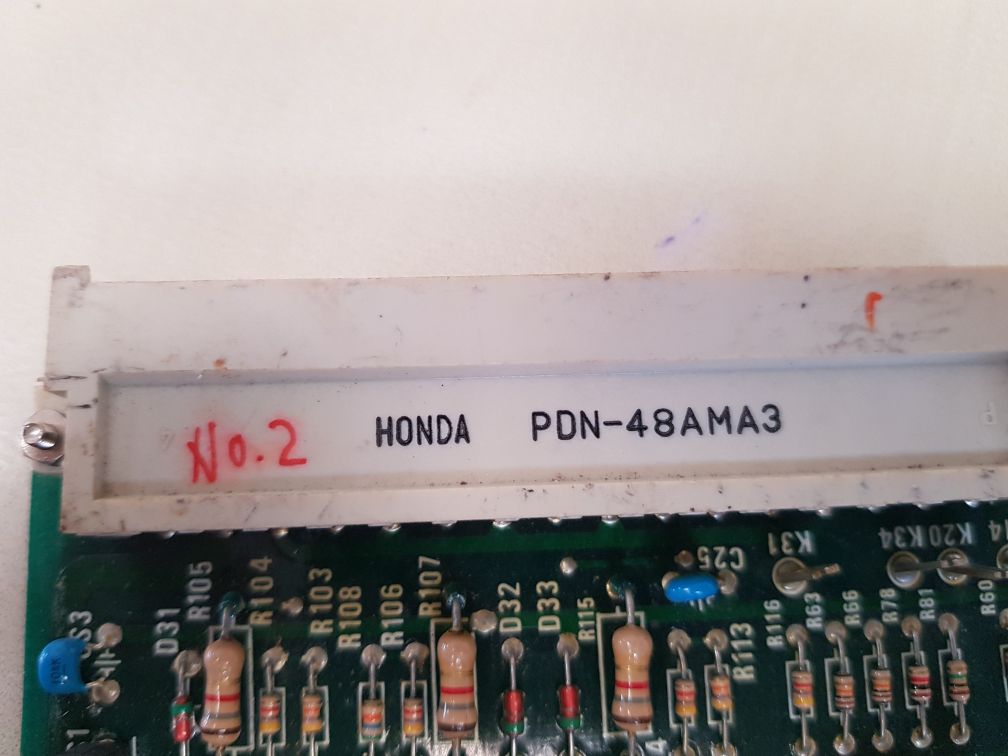 No.2 HONDA PDN-48AMA3
D31
R105
R104
R103
R108
R106
R107
D32
D33
R115
C25
K31
R116
R63
R66
R78
R81
K34
K20
R60
R113